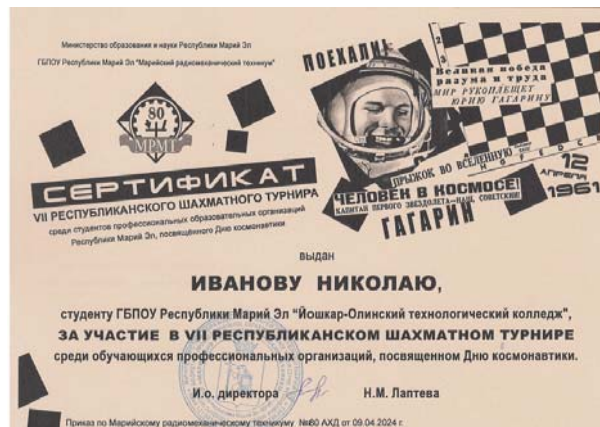 Министерство образования и науки Республики Марий Эл
ГБПОУ Республики Марий Эл "Марийский радиомеханический техникум"
80
МРМТ
ПОЕХАЛИ!
Великая победа
разума и труда
МИР РУКОПЛЕЩЕТ
ЮРИЮ ГАГАРИНУ
ПРЫЖОК ВО ВСЕЛЕННУЮ
12
АПРЕЛЯ
1961
ЧЕЛОВЕК В КОСМОСЕ!
КАПИТАН ПЕРВОГО ЗВЕЗДОЛЕТА—НАШ, СОВЕТСКИЙ!
ГАГАРИН
СЕРТИФИКАТ
VII РЕСПУБЛИКАНСКОГО ШАХМАТНОГО ТУРНИРА
среди студентов профессиональных образовательных организаций
Республики Марий Эл, посвящённого Дню космонавтики
выдан
ИВАНОВУ НИКОЛАЮ,
студенту ГБПОУ Республики Марий Эл "Йошкар-Олинский технологический колледж",
ЗА УЧАСТИЕ В VII РЕСПУБЛИКАНСКОМ ШАХМАТНОМ ТУРНИРЕ
среди обучающихся профессиональных организаций, посвященном Дню космонавтики.
И.о. директора Н.М. Лаптева
Приказ по Марийскому радиомеханическому техникуму №80 АХД от 09.04.2024 г.